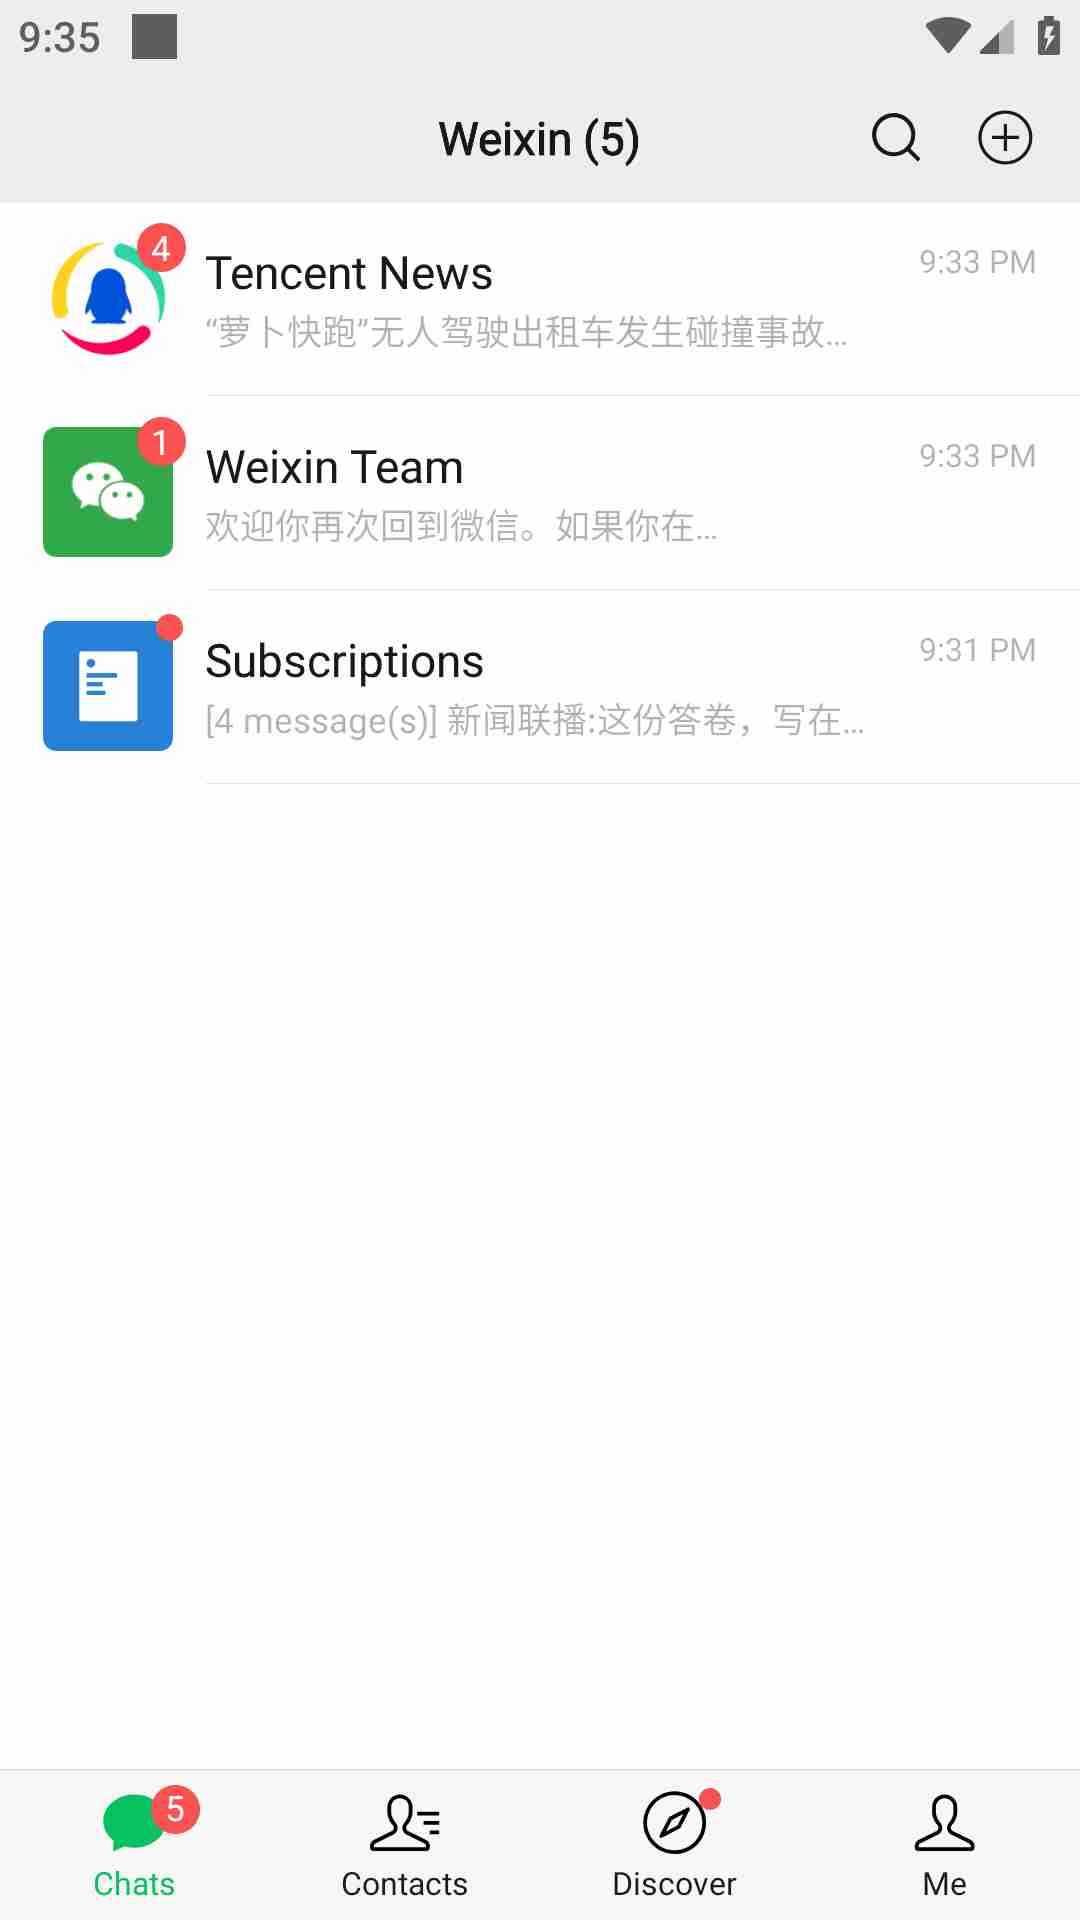 9:35
Weixin (5)
4
Tencent News
9:33 PM
“萝卜快跑”无人驾驶出租车发生碰撞事故...
1
Weixin Team
9:33 PM
欢迎你再次回到微信。如果你在...
Subscriptions
9:31 PM
[4 message(s)] 新闻联播:这份答卷，写在...
5
Chats
Contacts
Discover
Me